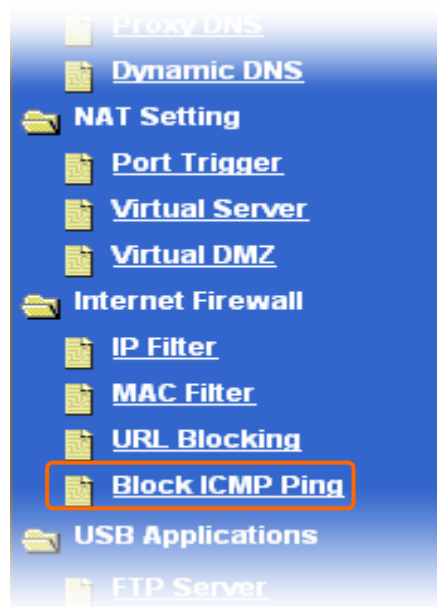 Proxy DNS
Dynamic DNS
NAT Setting
Port Trigger
Virtual Server
Virtual DMZ
Internet Firewall
IP Filter
MAC Filter
URL Blocking
Block ICMP Ping
USB Applications
FTP Server